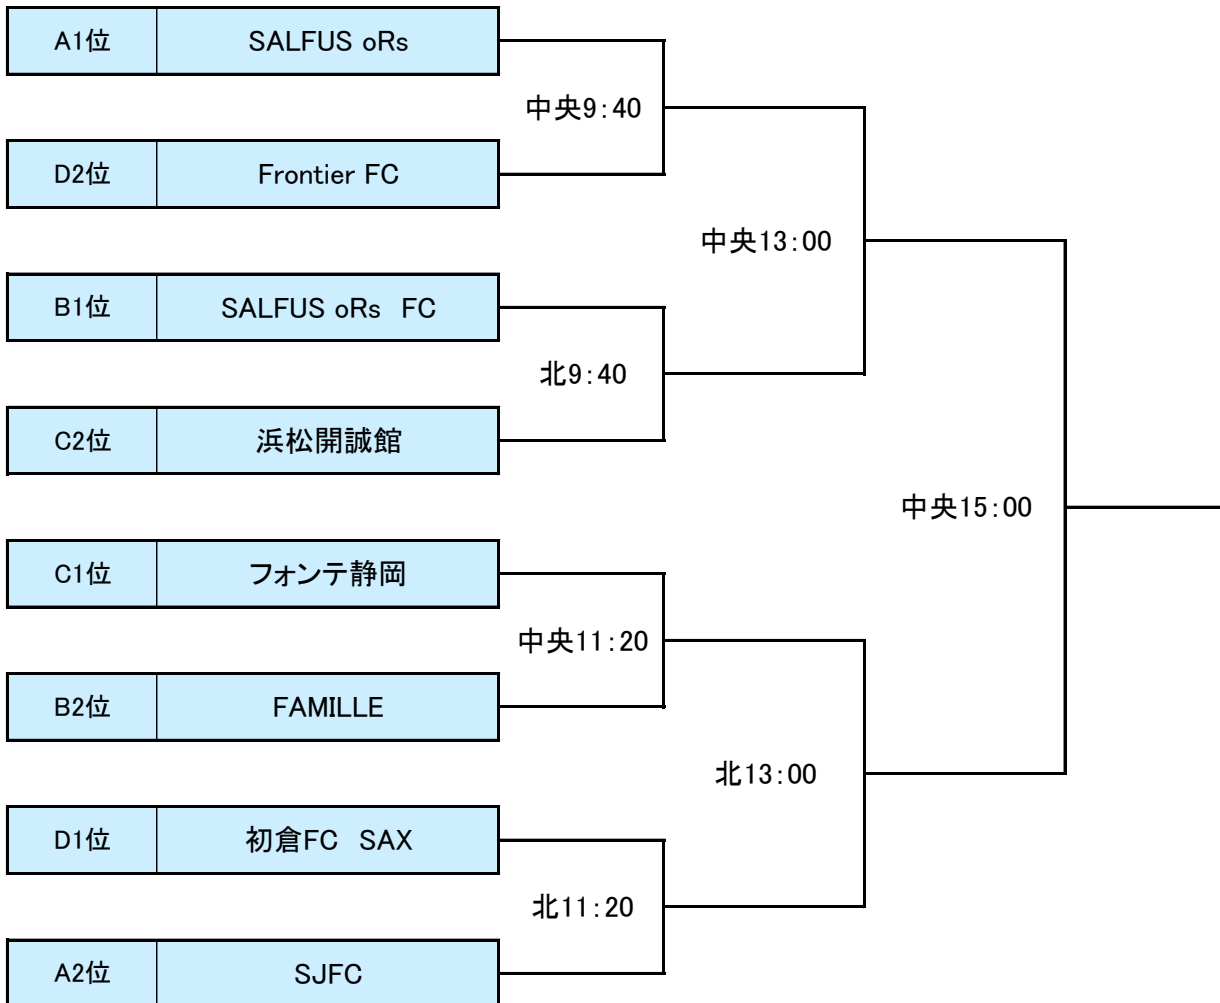 A1位 SALFUS oRs
中央9:40
D2位 Frontier FC
中央13:00
B1位 SALFUS oRs　FC
北9:40
C2位 浜松開誠館
中央15:00
C1位 フォンテ静岡
中央11:20
B2位 FAMILLE
北13:00
D1位 初倉FC　SAX
北11:20
A2位 SJFC